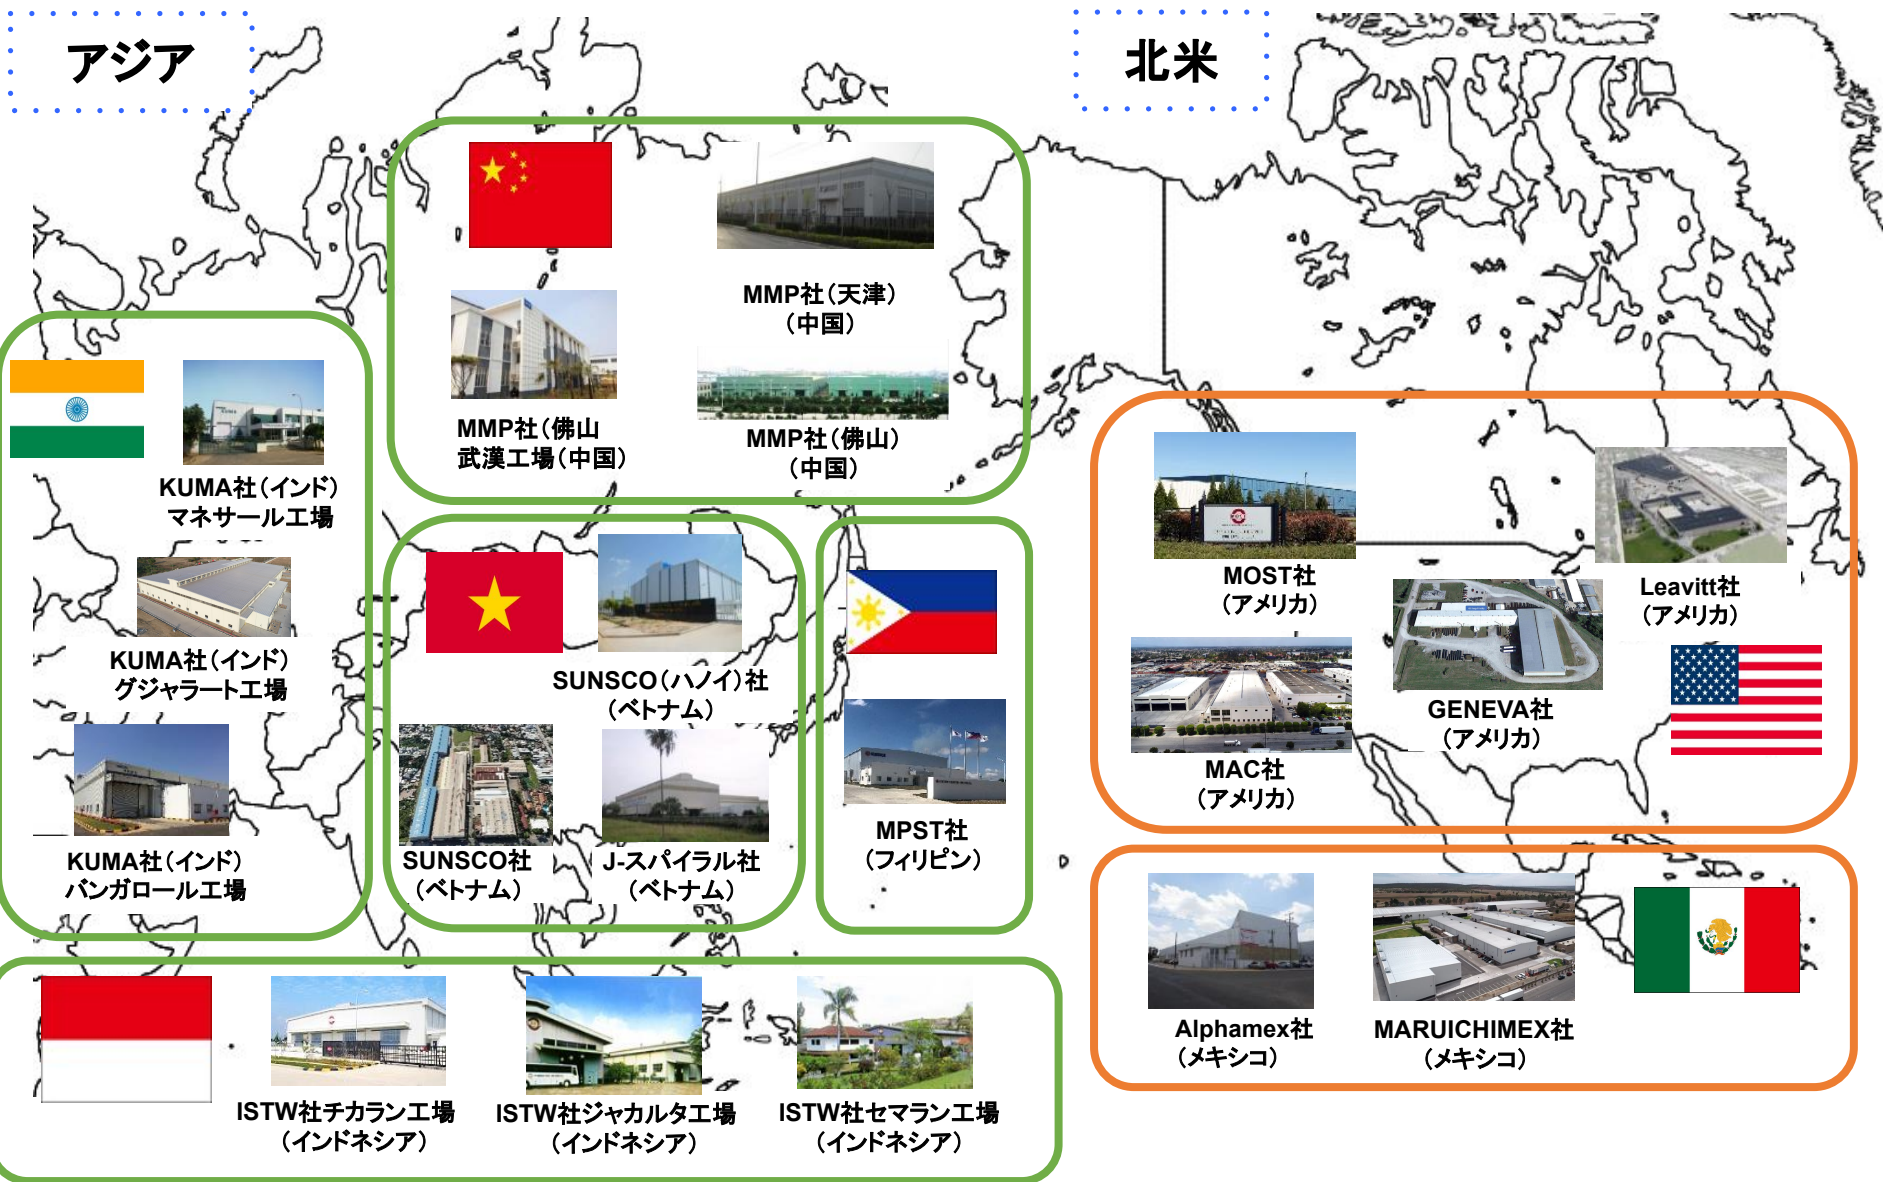 アジア
北米
MMP社（天津）
（中国）
MMP社（佛山
武漢工場（中国）
MMP社（佛山）
（中国）
KUMA社（インド）
マネサール工場
KUMA社（インド）
グジャラート工場
KUMA社（インド）
バンガロール工場
SUNSCO（ハノイ）社
（ベトナム）
SUNSCO社
（ベトナム）
J-スパイラル社
（ベトナム）
MPST社
（フィリピン）
ISTW社チカラン工場
（インドネシア）
ISTW社ジャカルタ工場
（インドネシア）
ISTW社セマラン工場
（インドネシア）
MOST社
（アメリカ）
Leavitt社
（アメリカ）
GENEVA社
（アメリカ）
MAC社
（アメリカ）
Alphamex社
（メキシコ）
MARUICHIMEX社
（メキシコ）